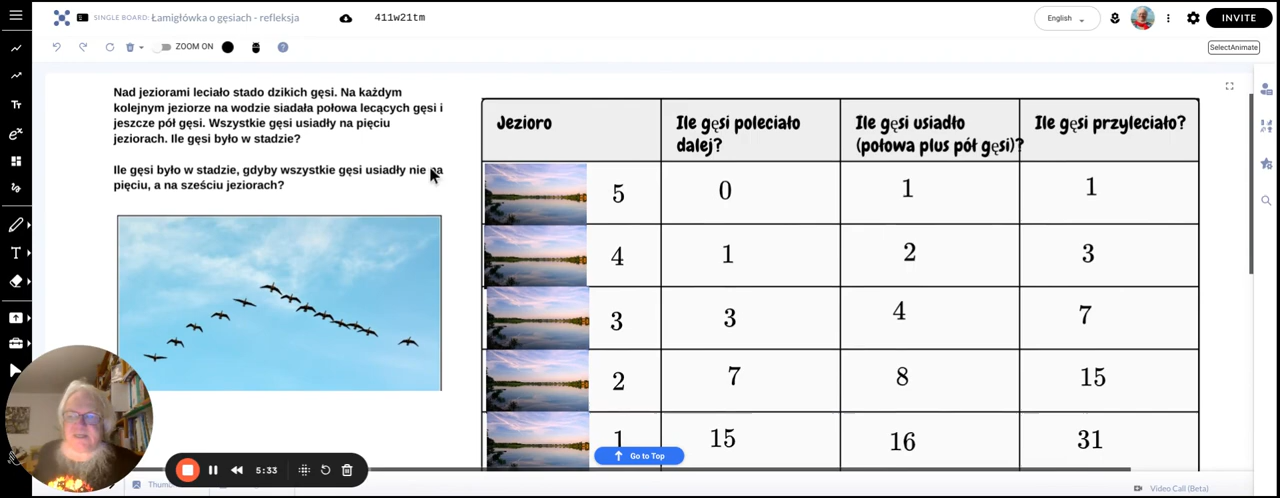 SINGLE BOARD: Łamigłówka o gęsiach - refleksja
411w21tm
English
INVITE
ZOOM ON
SelectAnimate
Nad jeziorami leciało stado dzikich gęsi. Na każdym
kolejnym jeziorze na wodzie siadała połowa lecących gęsi i
jeszcze pół gęsi. Wszystkie gęsi usiadły na pięciu
jeziorach. Ile gęsi było w stadzie?
Ile gęsi było w stadzie, gdyby wszystkie gęsi usiadły nie na
pięciu, a na sześciu jeziorach?
Jezioro
Ile gęsi poleciało
dalej?
Ile gęsi usiadło
(połowa plus pół gęsi)?
Ile gęsi przyleciało?
5 0 1 1
4 1 2 3
3 3 4 7
2 7 8 15
1 15 16 31
Go to Top
5:33
Video Call (Beta)